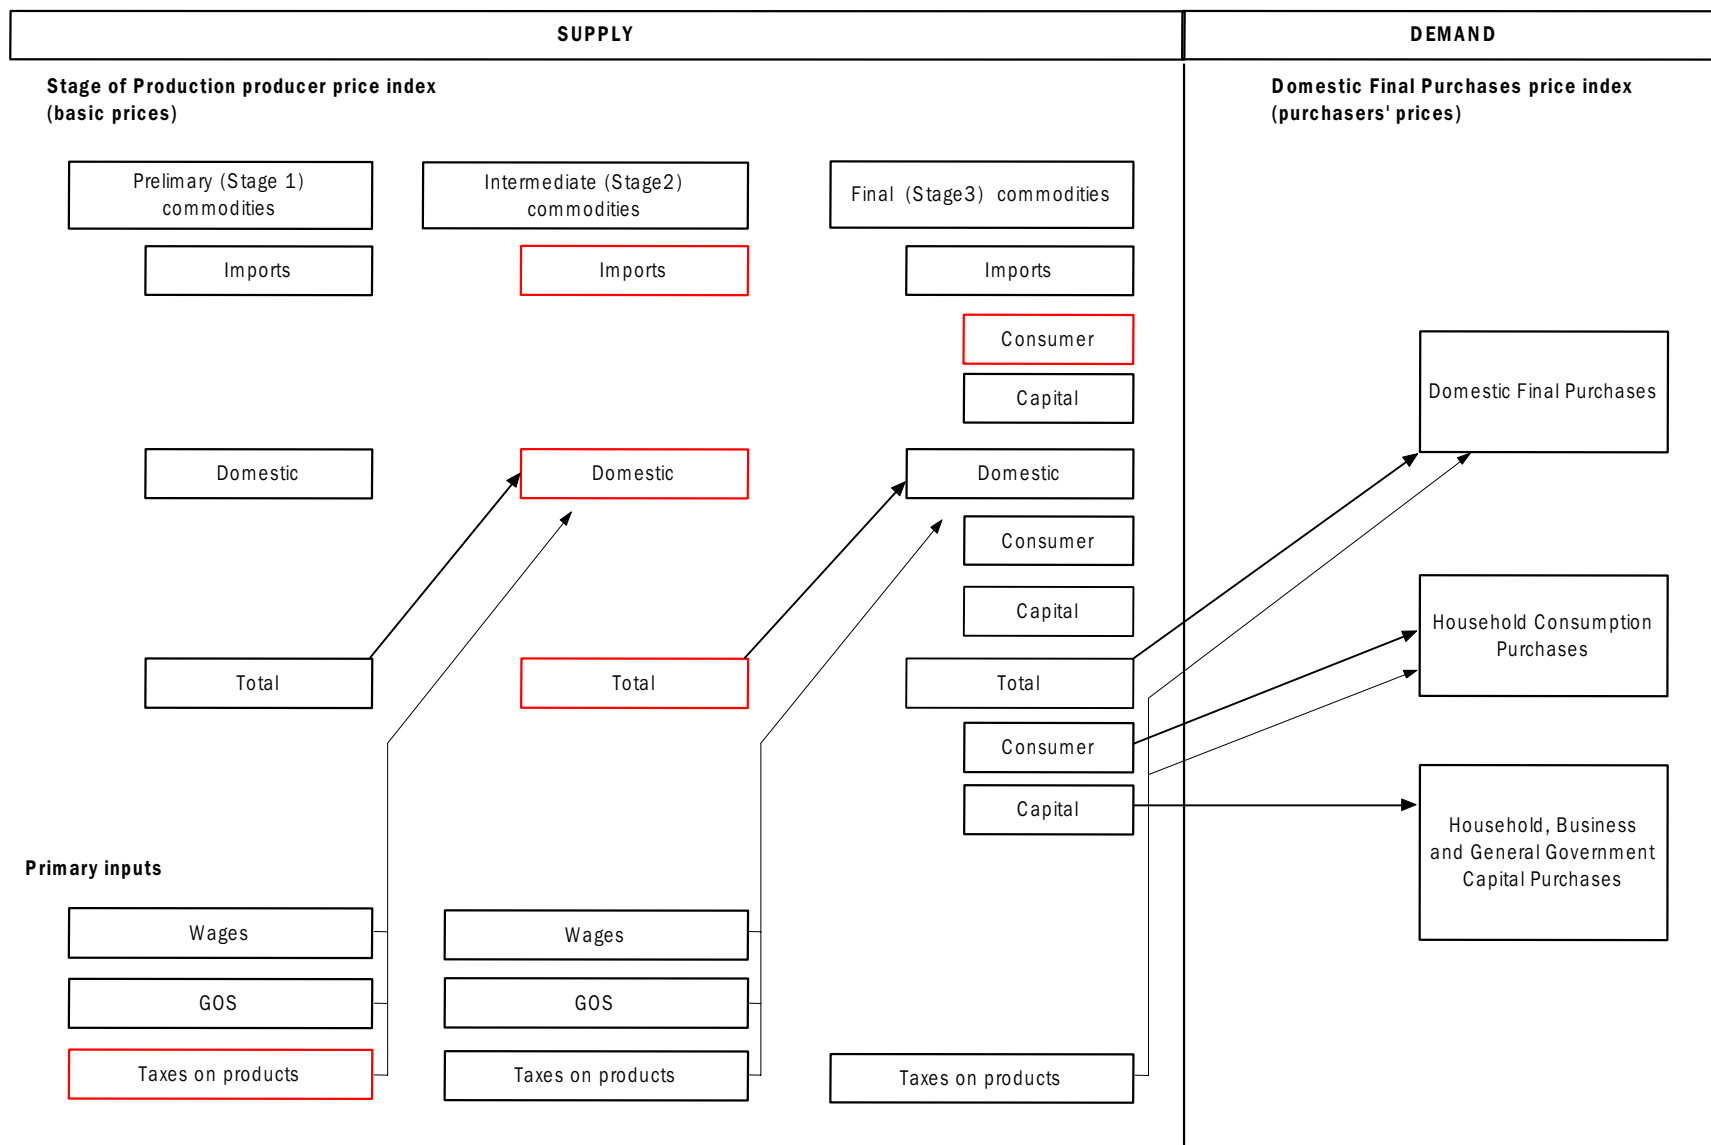 SUPPLY
DEMAND
Stage of Production producer price index
(basic prices)
Domestic Final Purchases price index
(purchasers' prices)
Prelimary (Stage 1)
commodities
Intermediate (Stage2)
commodities
Final (Stage3) commodities
Imports
Imports
Imports
Consumer
Capital
Domestic Final Purchases
Domestic
Domestic
Domestic
Consumer
Capital
Household Consumption
Purchases
Total
Total
Total
Consumer
Capital
Household, Business
and General Government
Capital Purchases
Primary inputs
Wages
Wages
GOS
GOS
Taxes on products
Taxes on products
Taxes on products